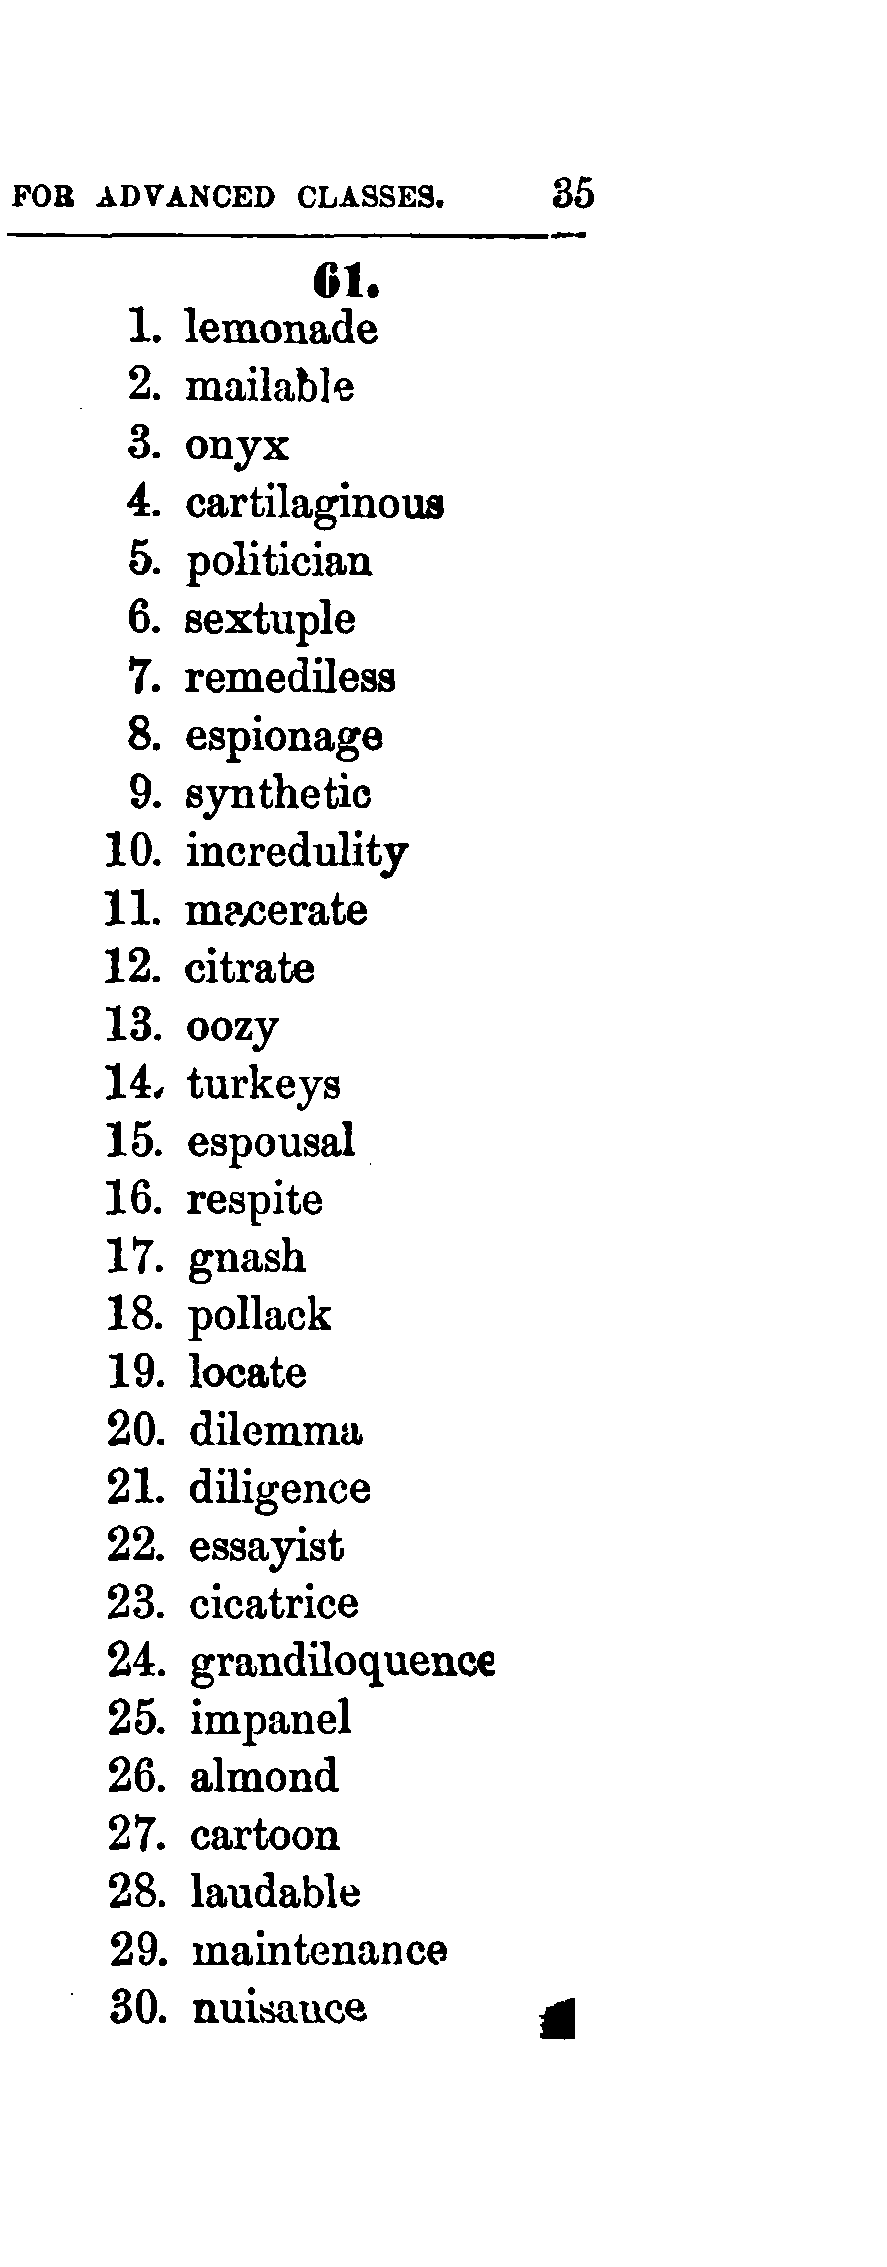 FOR ADVANCED CLASSES. 35
61.
1. lemonade
2. mailable
3. onyx
4. cartilaginous
5. politician
6. sextuple
7. remediless
8. espionage
9. synthetic
10. incredulity
11. macerate
12. citrate
13. oozy
14. turkeys
15. espousal
16. respite
17. gnash
18. pollack
19. locate
20. dilemma
21. diligence
22. essayist
23. cicatrice
24. grandiloquence
25. impanel
26. almond
27. cartoon
28. laudable
29. maintenance
30. nuisance